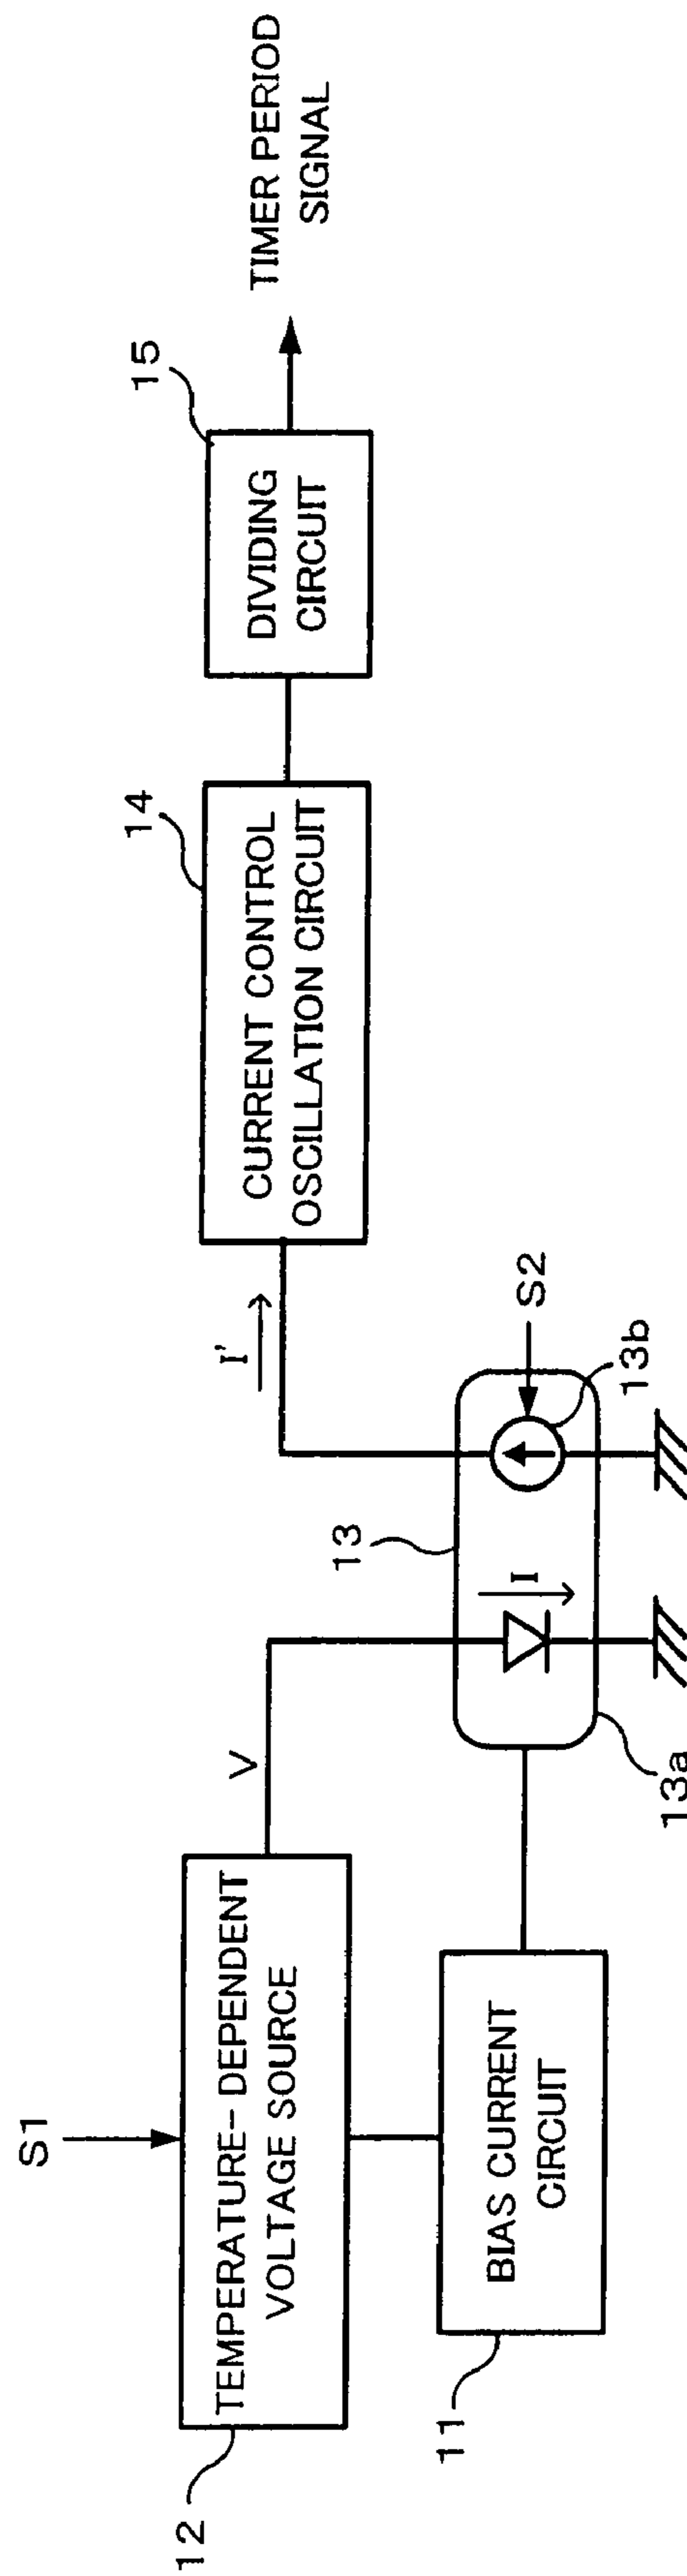 S1
12
TEMPERATURE- DEPENDENT
VOLTAGE SOURCE
V
11
BIAS CURRENT
CIRCUIT
13
I
13a
S2
13b
I'
14
CURRENT CONTROL
OSCILLATION CIRCUIT
15
DIVIDING
CIRCUIT
TIMER PERIOD
SIGNAL